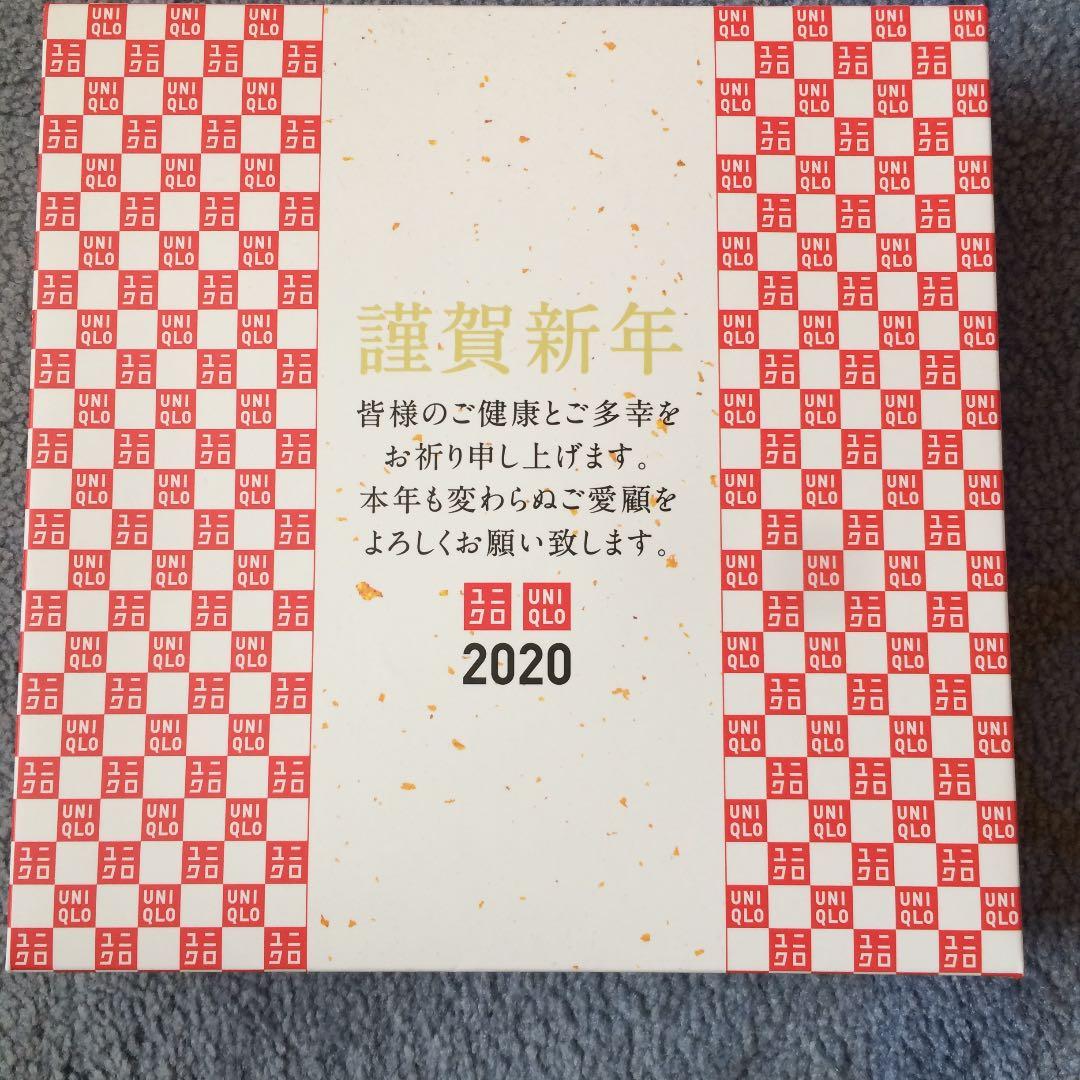 謹賀新年
皆様のご健康とご多幸を
お祈り申し上げます。
本年も変わらぬご愛顧を
よろしくお願い致します。
ユニクロ UNIQLO
2020